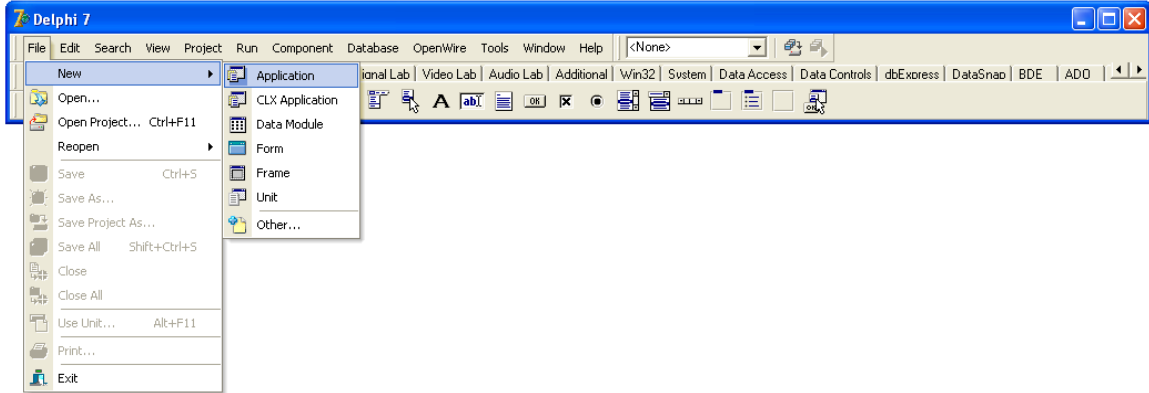 Delphi 7
File Edit Search View Project Run Component Database OpenWire Tools Window Help <None>
New Application ional Lab Video Lab Audio Lab Additional Win32 System Data Access Data Controls dbExpress DataSnap BDE ADO
Open... CLX Application
Open Project... Ctrl+F11 Data Module
Reopen Form
Save Ctrl+S Frame
Save As... Unit
Save Project As... Other...
Save All Shift+Ctrl+S
Close
Close All
Use Unit... Alt+F11
Print...
Exit